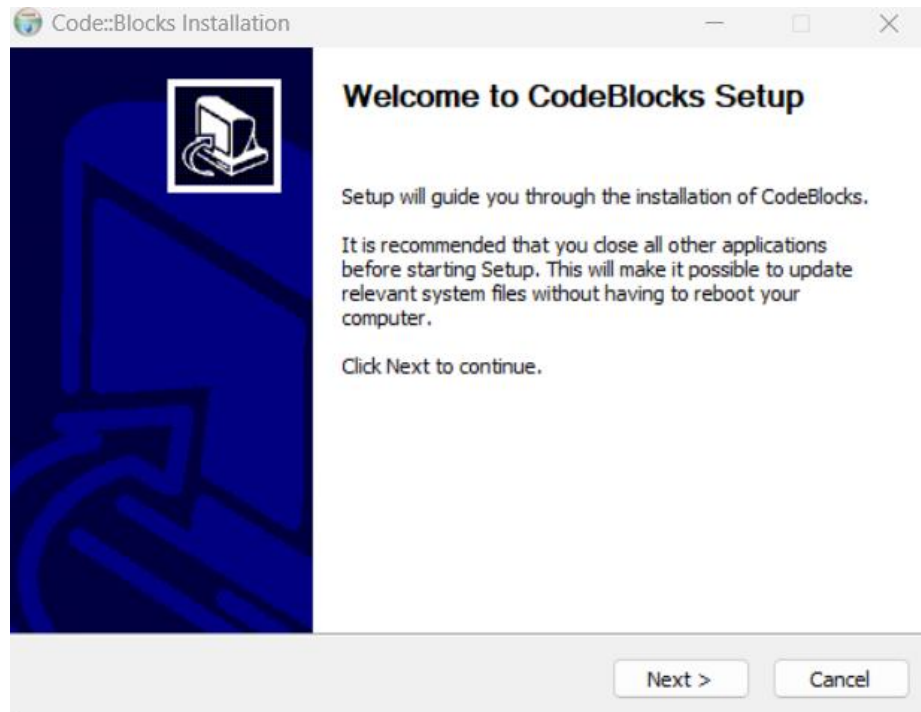 Code::Blocks Installation
Welcome to CodeBlocks Setup
Setup will guide you through the installation of CodeBlocks.
It is recommended that you close all other applications
before starting Setup. This will make it possible to update
relevant system files without having to reboot your
computer.
Click Next to continue.
Next >
Cancel